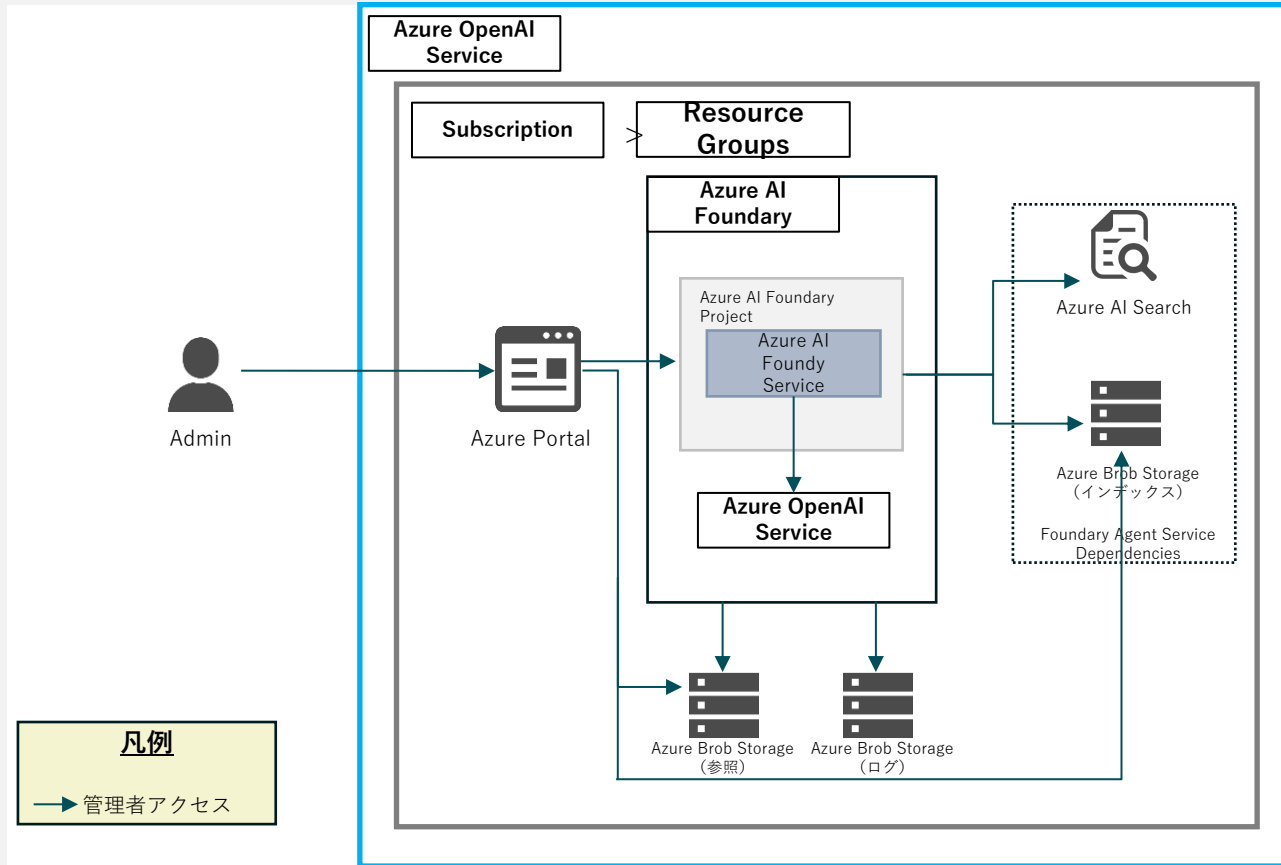 Azure OpenAI
Service
Subscription
>
Resource
Groups
Azure AI
Foundary
Azure AI Foundary
Project
Azure AI
Foundy
Service
Azure OpenAI
Service
Azure AI Search
Azure Brob Storage
（インデックス）
Foundary Agent Service
Dependencies
Admin
Azure Portal
Azure Brob Storage
（参照）
Azure Brob Storage
（ログ）
凡例
管理者アクセス